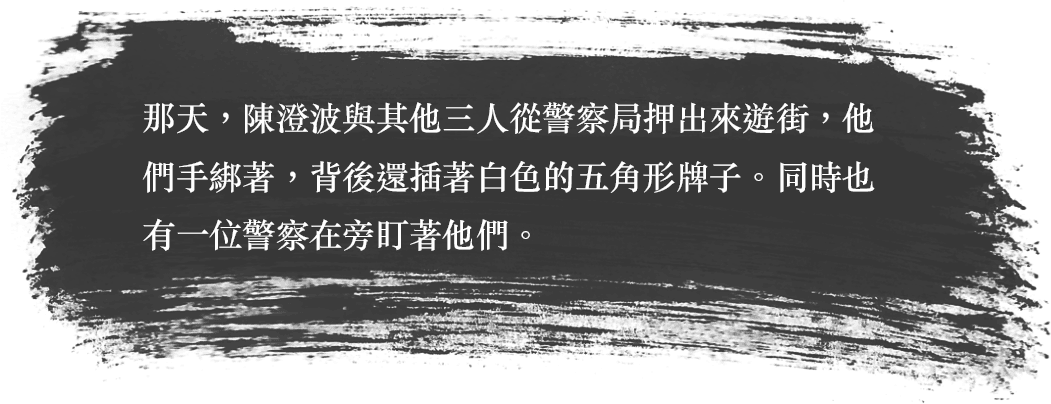 那天，陳澄波與其他三人從警察局押出來遊街，他
們手綁著，背後還插著白色的五角形牌子。同時也
有一位警察在旁盯著他們。